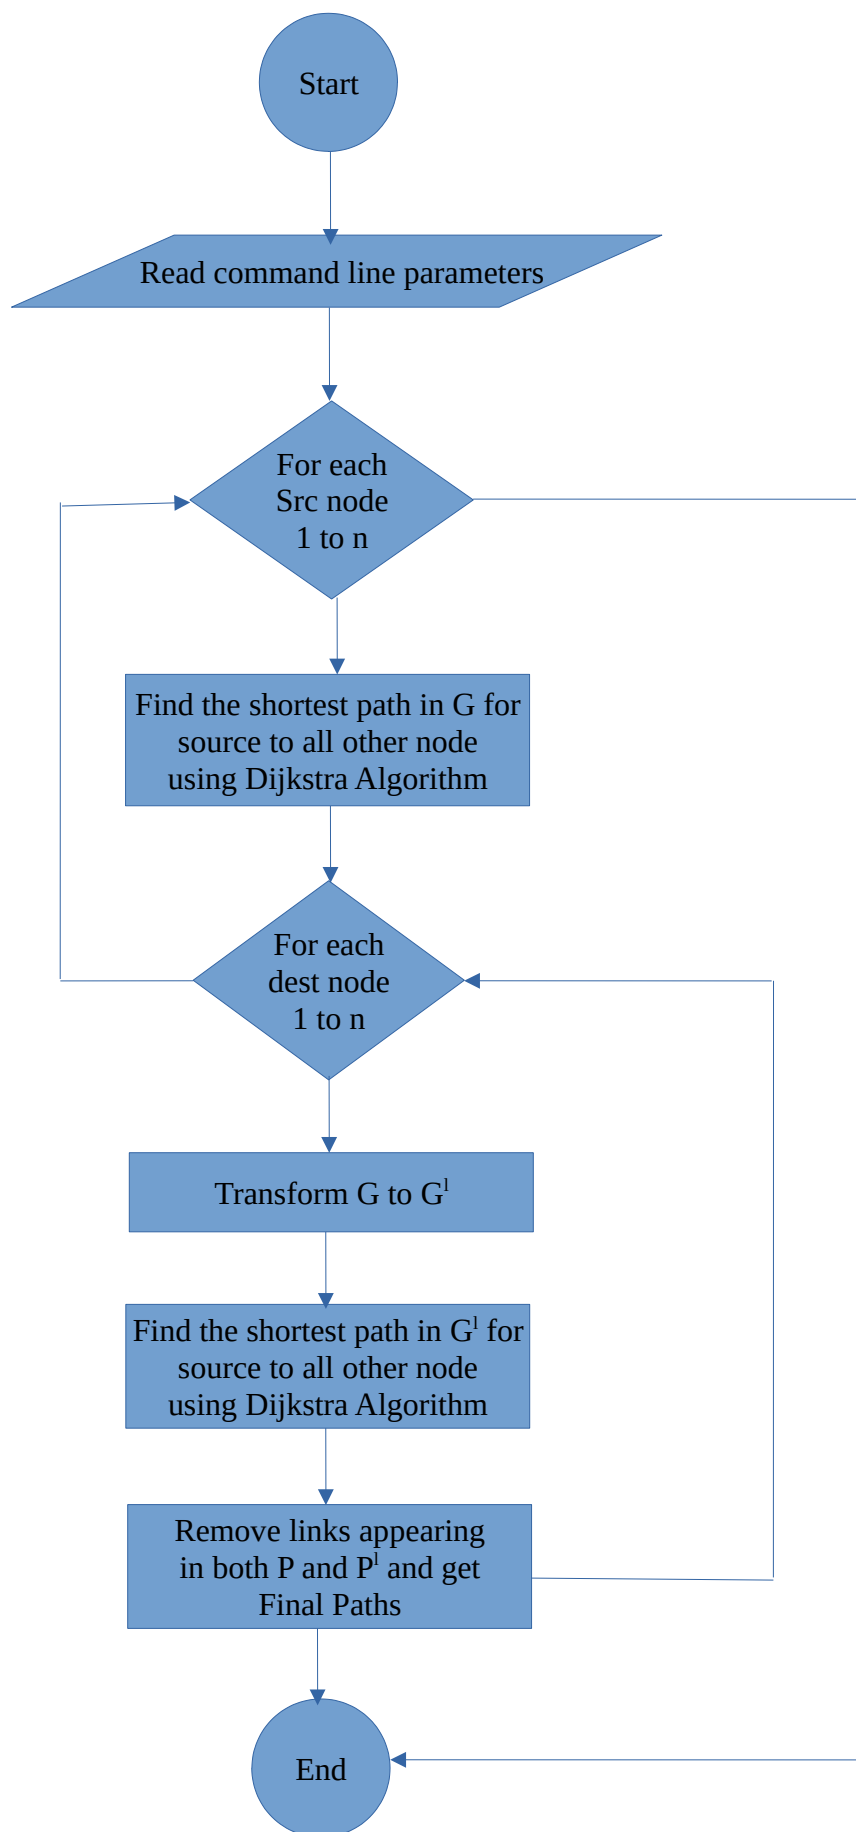 Start
Read command line parameters
For each
Src node
1 to n
Find the shortest path in G for
source to all other node
using Dijkstra Algorithm
For each
dest node
1 to n
Transform G to Gˡ
Find the shortest path in Gˡ for
source to all other node
using Dijkstra Algorithm
Remove links appearing
in both P and Pˡ and get
Final Paths
End